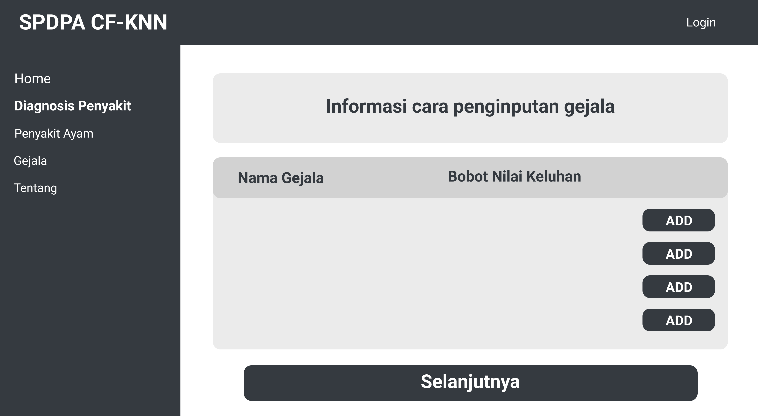 SPDPA CF-KNN
Login
Home
Diagnosis Penyakit
Penyakit Ayam
Gejala
Tentang
Informasi cara penginputan gejala
Nama Gejala
Bobot Nilai Keluhan
ADD
ADD
ADD
ADD
Selanjutnya